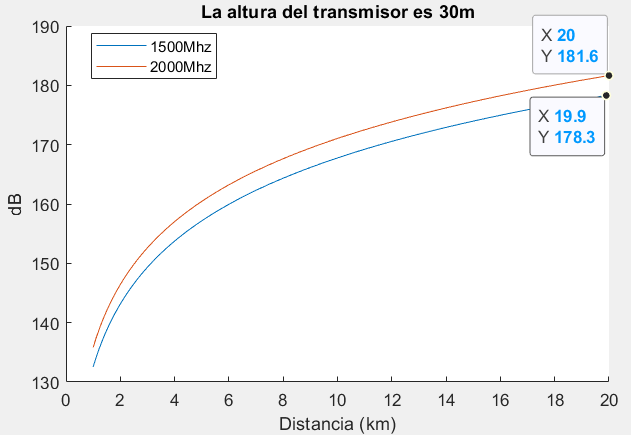 La altura del transmisor es 30m
X 20
Y 181.6
X 19.9
Y 178.3
1500Mhz
2000Mhz
190
180
170
160
150
140
130
dB
0 2 4 6 8 10 12 14 16 18 20
Distancia (km)